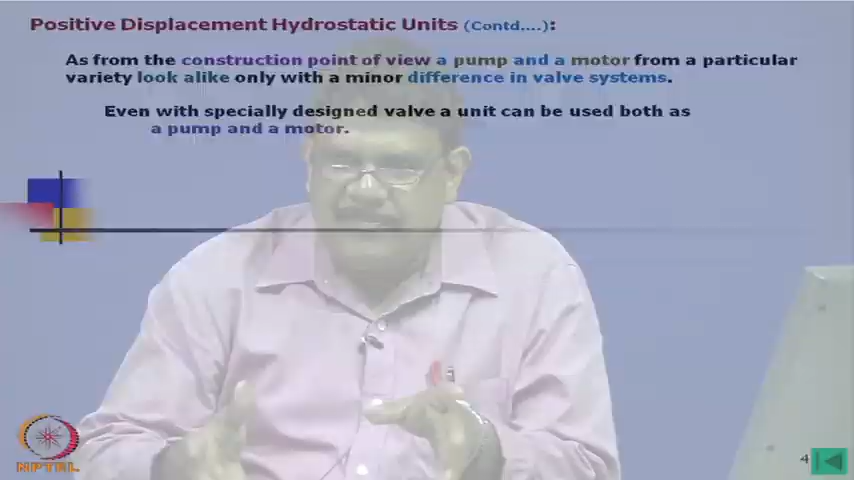 Positive Displacement Hydrostatic Units (Contd....):
As from the construction point of view a pump and a motor from a particular
variety look alike only with a minor difference in valve systems.
Even with specially designed valve a unit can be used both as
a pump and a motor.
NPTEL
4